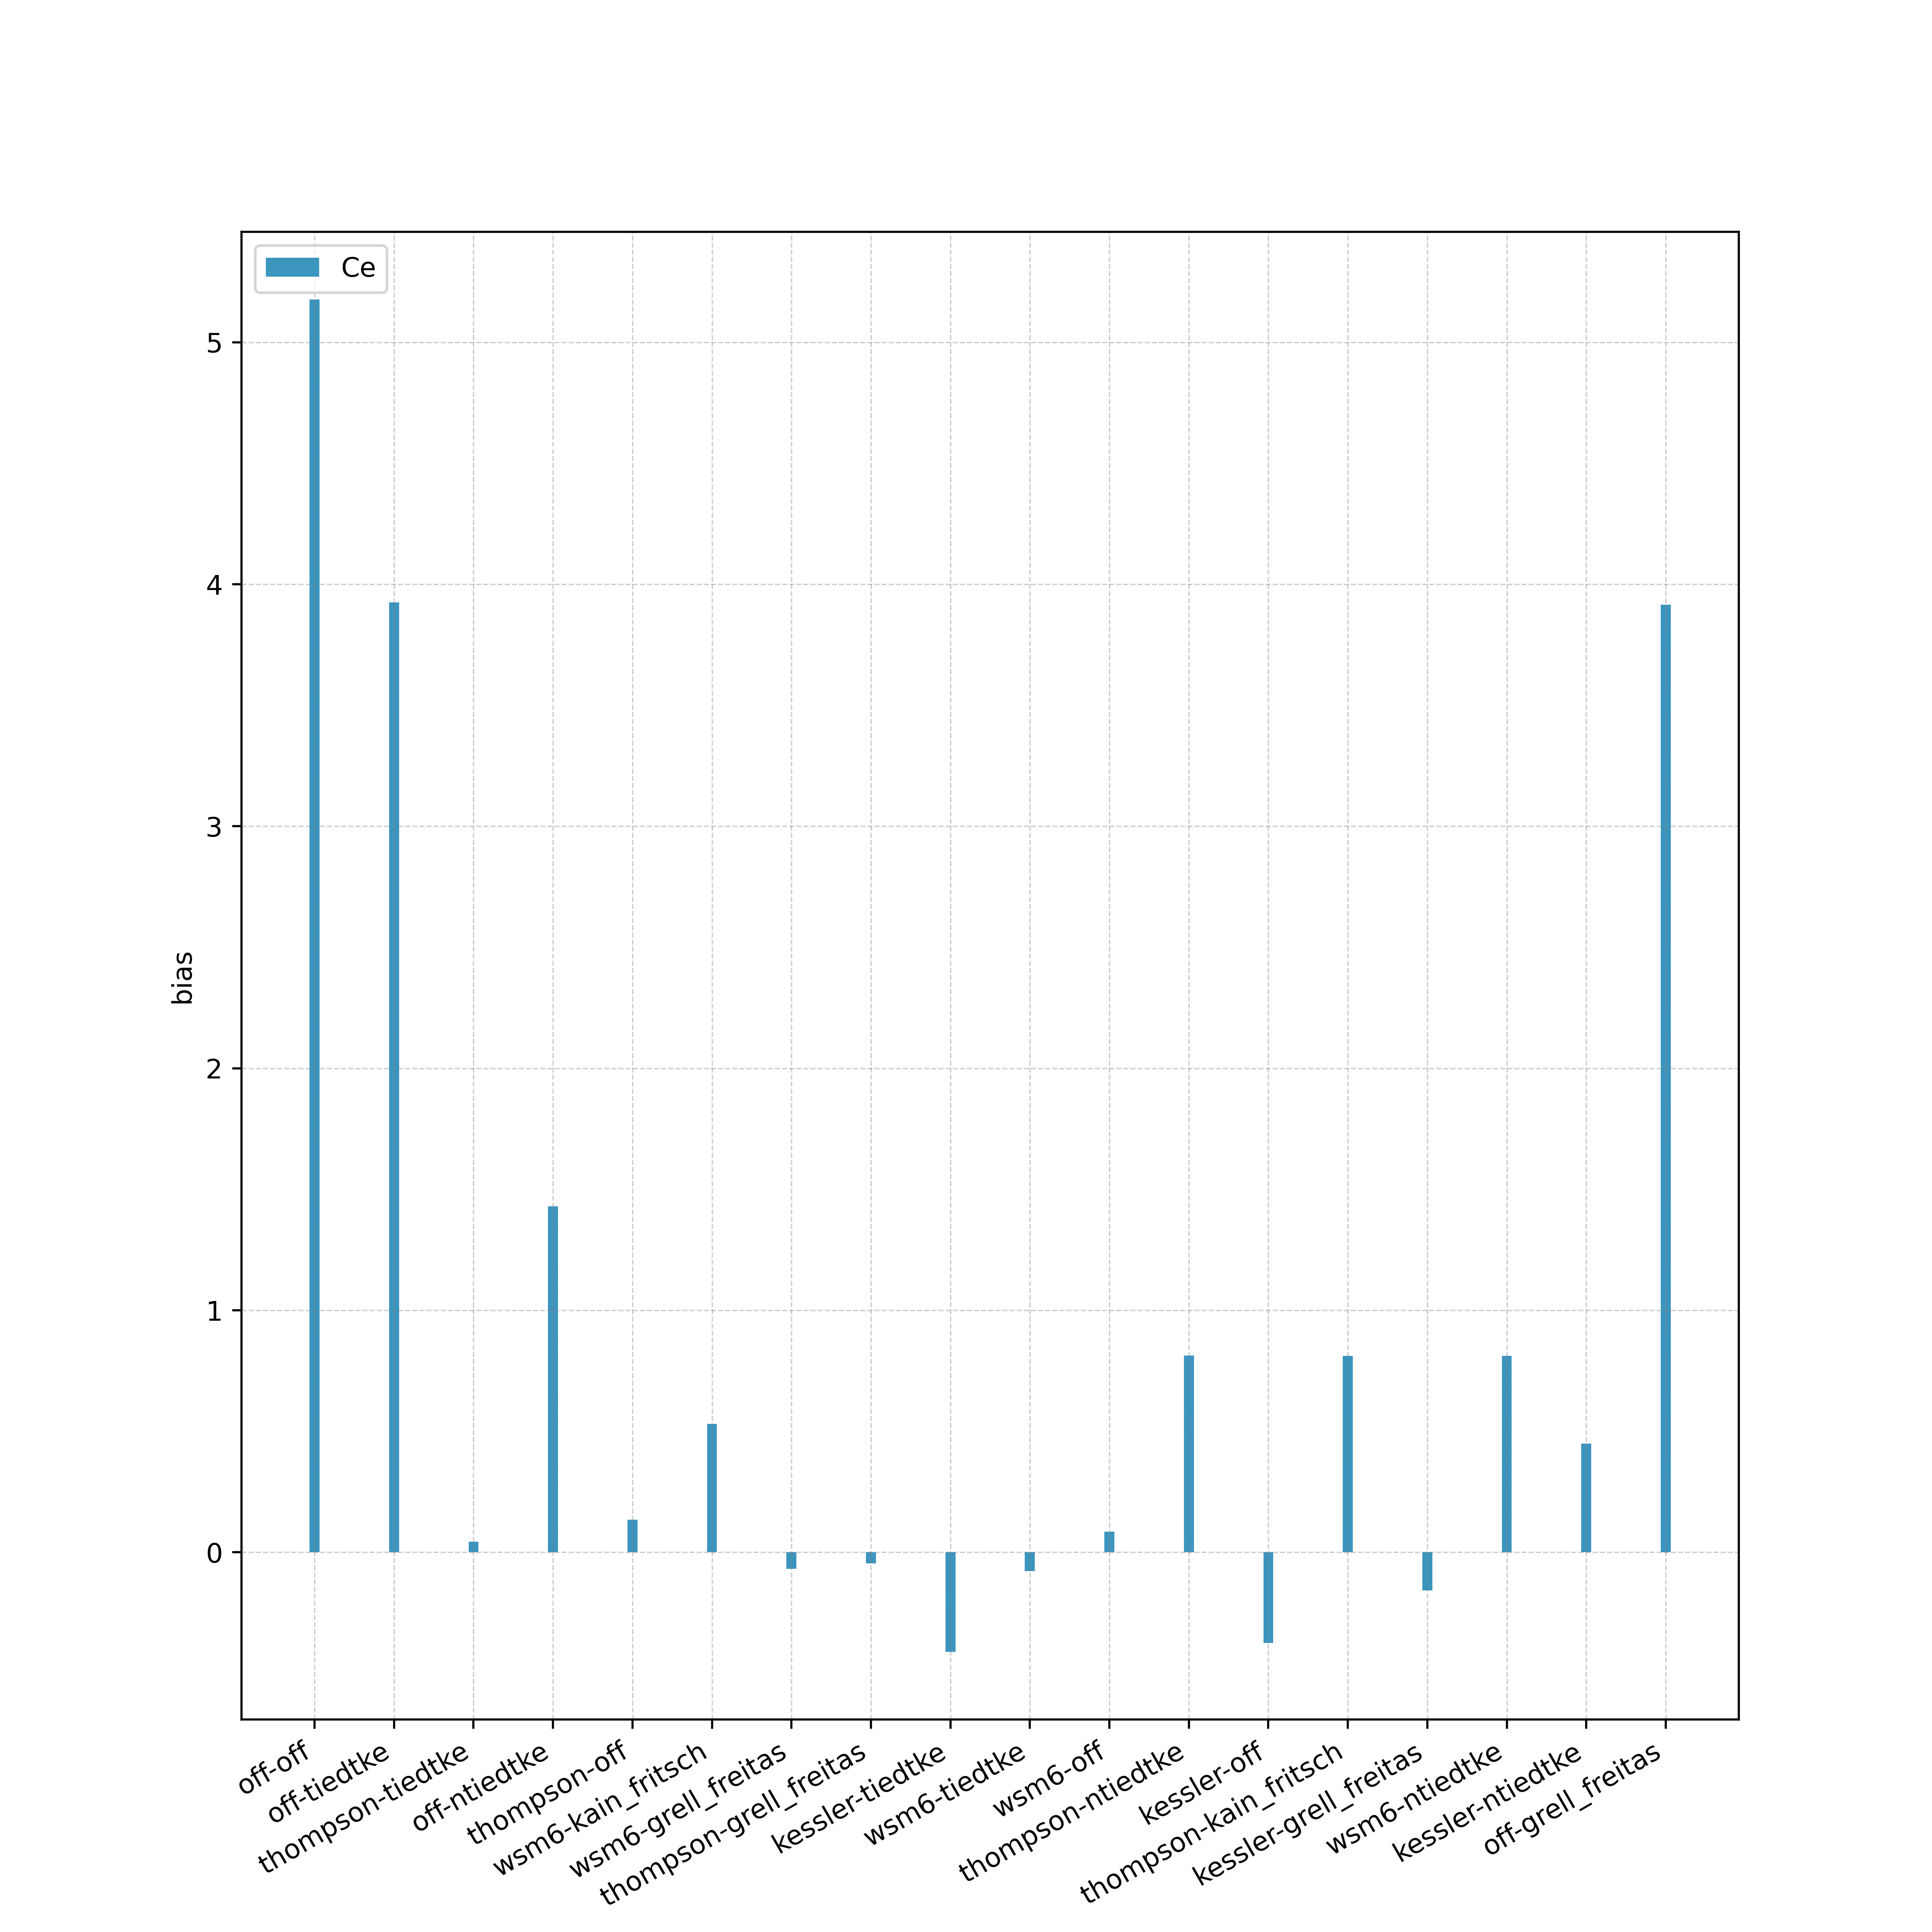 Ce
5
4
3
2
1
0
bias
off-off
off-tiedtke
thompson-tiedtke
off-ntiedtke
thompson-off
wsm6-kain_fritsch
wsm6-grell_freitas
thompson-grell_freitas
kessler-tiedtke
wsm6-tiedtke
wsm6-off
thompson-ntiedtke
kessler-off
thompson-kain_fritsch
kessler-grell_freitas
wsm6-ntiedtke
kessler-ntiedtke
off-grell_freitas